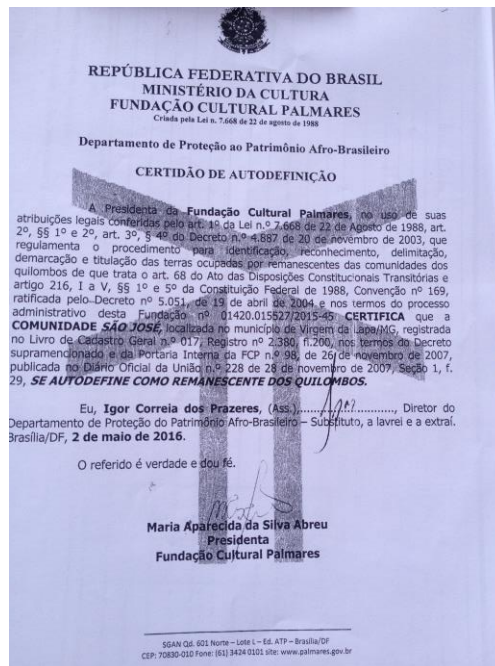 REPÚBLICA FEDERATIVA DO BRASIL
MINISTÉRIO DA CULTURA
FUNDAÇÃO CULTURAL PALMARES
Criada pela Lei n. 7.668 de 22 de agosto de 1988
Departamento de Proteção ao Patrimônio Afro-Brasileiro
CERTIDÃO DE AUTODEFINIÇÃO
A Presidenta da Fundação Cultural Palmares, no uso de suas
atribuições legais conferidas pelo art. 1º da Lei n.º 7.668 de 22 de Agosto de 1988, art.
2º, §§ 1º e 2º, art. 3º, § 4º do Decreto n.º 4.887 de 20 de novembro de 2003, que
regulamenta o procedimento para identificação, reconhecimento, delimitação,
demarcação e titulação das terras ocupadas por remanescentes das comunidades dos
quilombos de que trata o art. 68 do Ato das Disposições Constitucionais Transitórias e
artigo 216, I a V, §§ 1º e 5º da Constituição Federal de 1988, Convenção nº 169,
ratificada pelo Decreto nº 5.051, de 19 de abril de 2004 e nos termos do processo
administrativo desta Fundação nº 01420.015527/2015-45 CERTIFICA que a
COMUNIDADE SÃO JOSÉ, localizada no município de Virgem da lapa/MG, registrada
no Livro de Cadastro Geral n.º 017, Registro nº 2.380, fl.200, nos termos do Decreto
supramencionado e da Portaria Interna da FCP n.º 98, de 26 de novembro de 2007,
publicada no Diário Oficial da União n.º 228 de 28 de novembro de 2007, Seção 1, f.
29, SE AUTODEFINE COMO REMANESCENTE DOS QUILOMBOS.
Eu, Igor Correia dos Prazeres, (Ass.)........................, Diretor do
Departamento de Proteção do Patrimônio Afro-Brasileiro – Substituto, a lavrei e a extraí.
Brasília/DF, 2 de maio de 2016.
O referido é verdade e dou fé.
Maria Aparecida da Silva Abreu
Presidenta
Fundação Cultural Palmares
SGAN Qd. 601 Norte – Lote L – Ed. ATP – Brasília/DF
CEP: 70830-010 Fone: (61) 3424 0101 site: www.palmares.gov.br